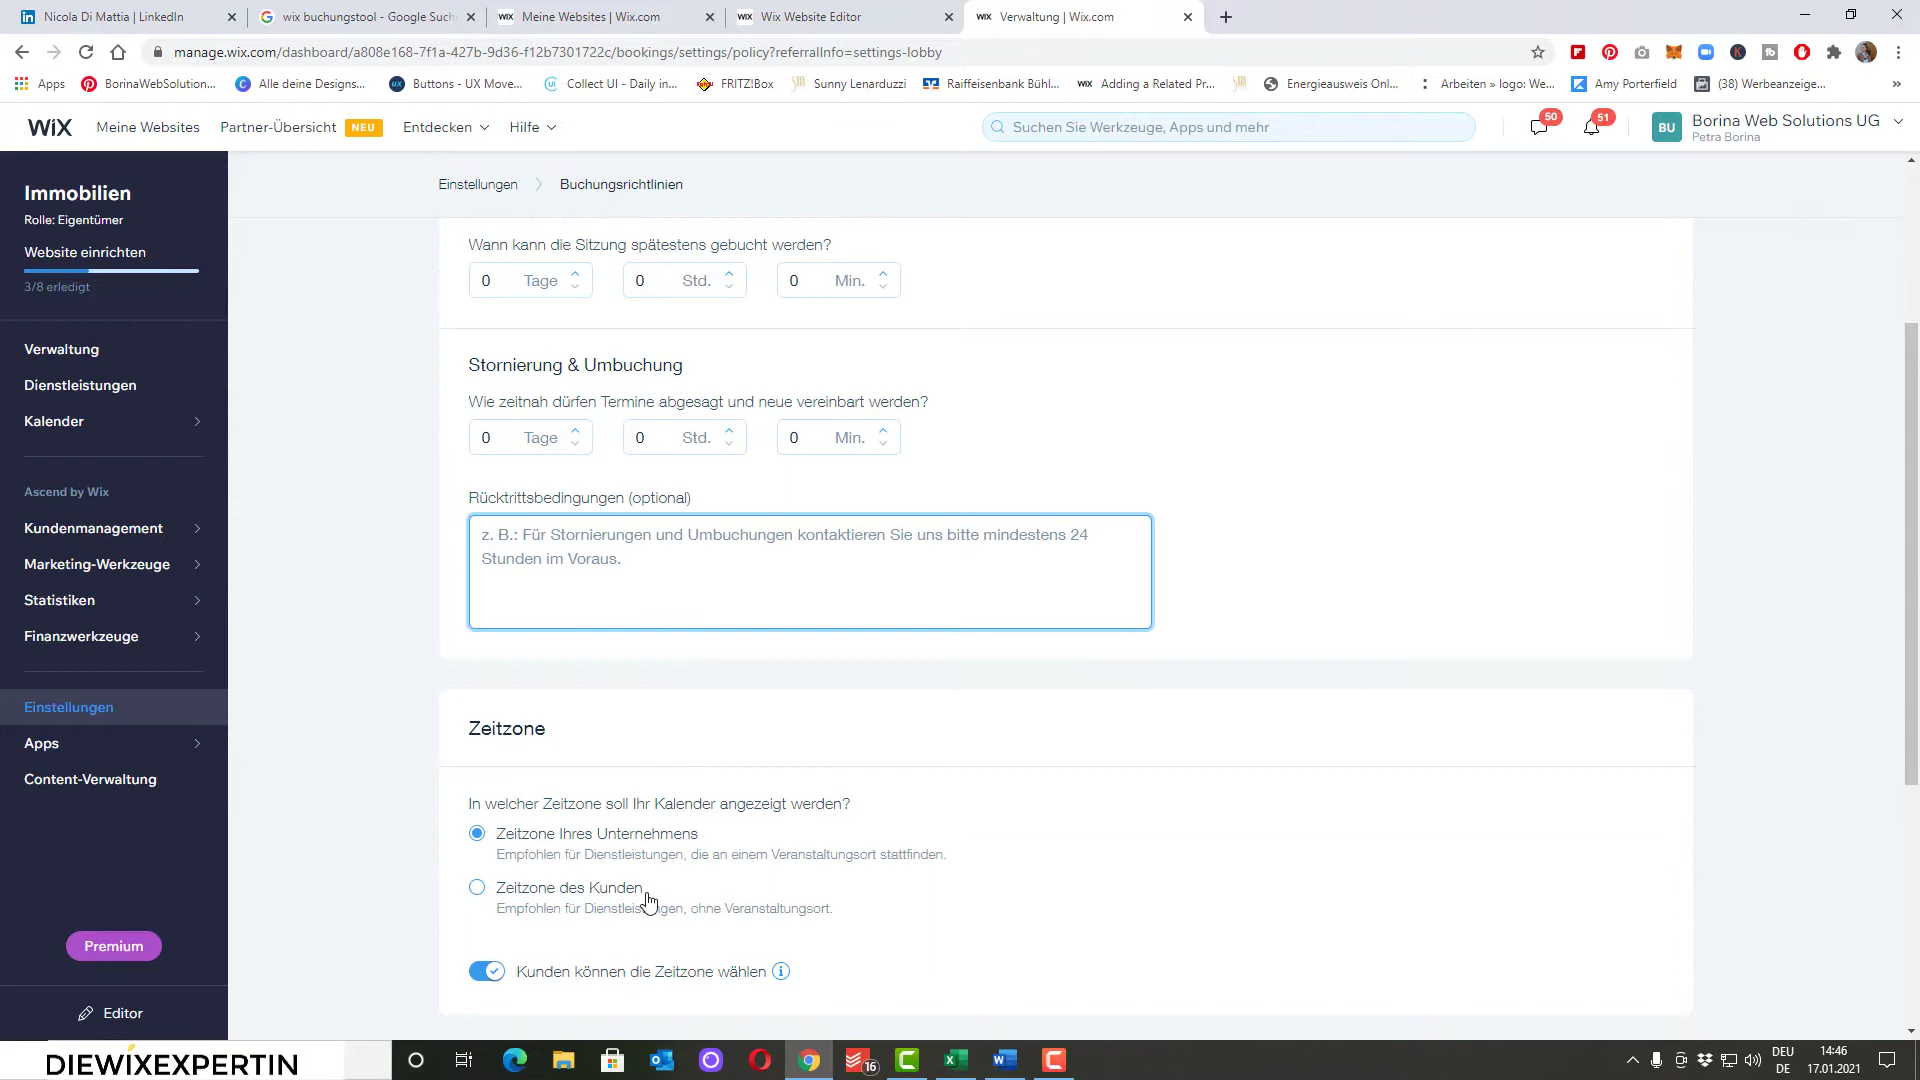 Nicola Di Mattia | LinkedIn
wix buchungstool - Google Such
Meine Websites | Wix.com
Wix Website Editor
Verwaltung | Wix.com
manage.wix.com/dashboard/a808e168-7f1a-427b-9d36-f12b7301722c/bookings/settings/policy?referralInfo=settings-lobby
Apps
BorinaWebSolution...
Alle deine Designs...
Buttons - UX Move...
Collect UI - Daily in...
FRITZ!Box
Sunny Lenarduzzi
Raiffeisenbank Bühl...
Adding a Related Pr...
Energieausweis Onl...
Arbeiten » logo: We...
Amy Porterfield
(38) Werbeanzeige...
WiX
Meine Websites
Partner-Übersicht NEU
Entdecken
Hilfe
Suchen Sie Werkzeuge, Apps und mehr
50
51
BU
Borina Web Solutions UG
Petra Borina
Immobilien
Rolle: Eigentümer
Website einrichten
3/8 erledigt
Verwaltung
Dienstleistungen
Kalender
Ascend by Wix
Kundenmanagement
Marketing-Werkzeuge
Statistiken
Finanzwerkzeuge
Einstellungen
Apps
Content-Verwaltung
Premium
Editor
Einstellungen > Buchungsrichtlinien
Wann kann die Sitzung spätestens gebucht werden?
0 Tage 0 Std. 0 Min.
Stornierung & Umbuchung
Wie zeitnah dürfen Termine abgesagt und neue vereinbart werden?
0 Tage 0 Std. 0 Min.
Rücktrittsbedingungen (optional)
z. B.: Für Stornierungen und Umbuchungen kontaktieren Sie uns bitte mindestens 24
Stunden im Voraus.
Zeitzone
In welcher Zeitzone soll Ihr Kalender angezeigt werden?
Zeitzone Ihres Unternehmens
Empfohlen für Dienstleistungen, die an einem Veranstaltungsort stattfinden.
Zeitzone des Kunden
Empfohlen für Dienstleistungen, ohne Veranstaltungsort.
Kunden können die Zeitzone wählen
DIEWIXEXPERTIN
16
DEU
DE
14:46
17.01.2021